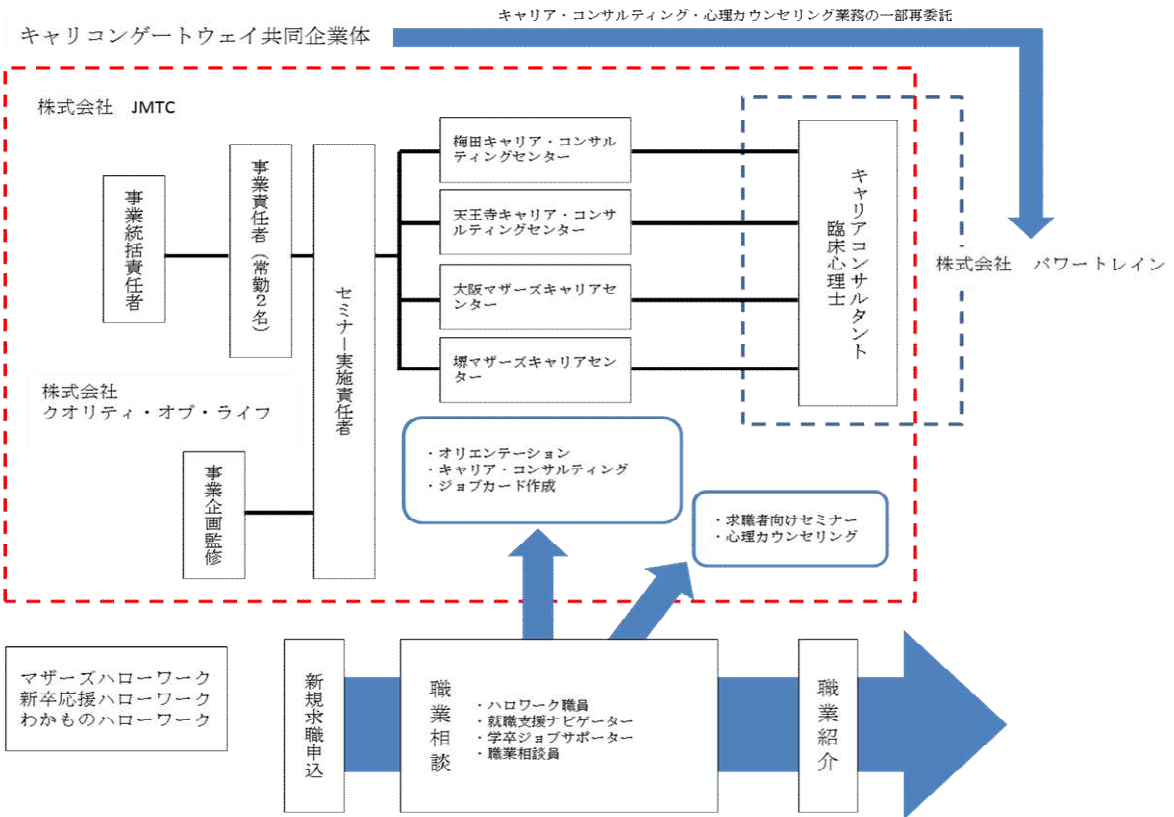 キャリア・コンサルティング・心理カウンセリング業務の一部再委託
キャリコンゲートウェイ共同企業体
株式会社　JMTC
事業統括責任者
事業責任者（常勤２名）
セミナー実施責任者
梅田キャリア・コンサル
ティングセンター
天王寺キャリア・コンサ
ルティングセンター
大阪マザーズキャリアセ
ンター
堺マザーズキャリアセン
ター
キャリアコンサルタント
臨床心理士
株式会社　パワートレイン
株式会社
クオリティ・オブ・ライフ
事業企画監修
・オリエンテーション
・キャリア・コンサルティング
・ジョブカード作成
・求職者向けセミナー
・心理カウンセリング
マザーズハローワーク
新卒応援ハローワーク
わかものハローワーク
新規求職申込
職業相談
・ハロワーク職員
・就職支援ナビゲーター
・学卒ジョブサポーター
・職業相談員
職業紹介